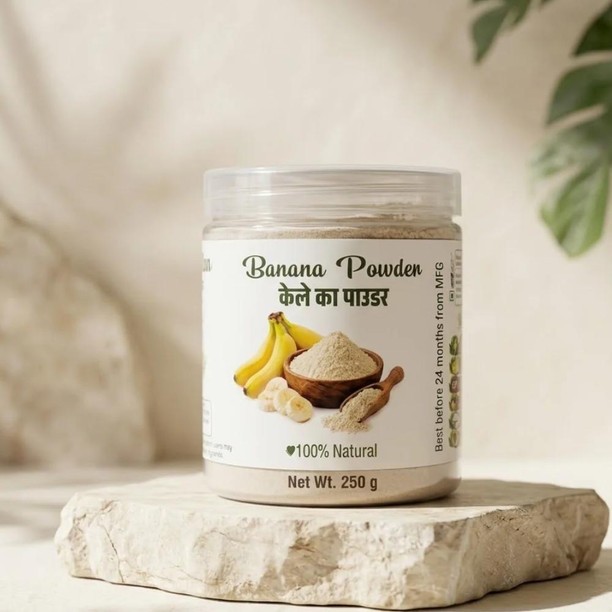 Banana Powder
केले का पाउडर
♥100% Natural
Net Wt. 250 g
Best before 24 months from MFG